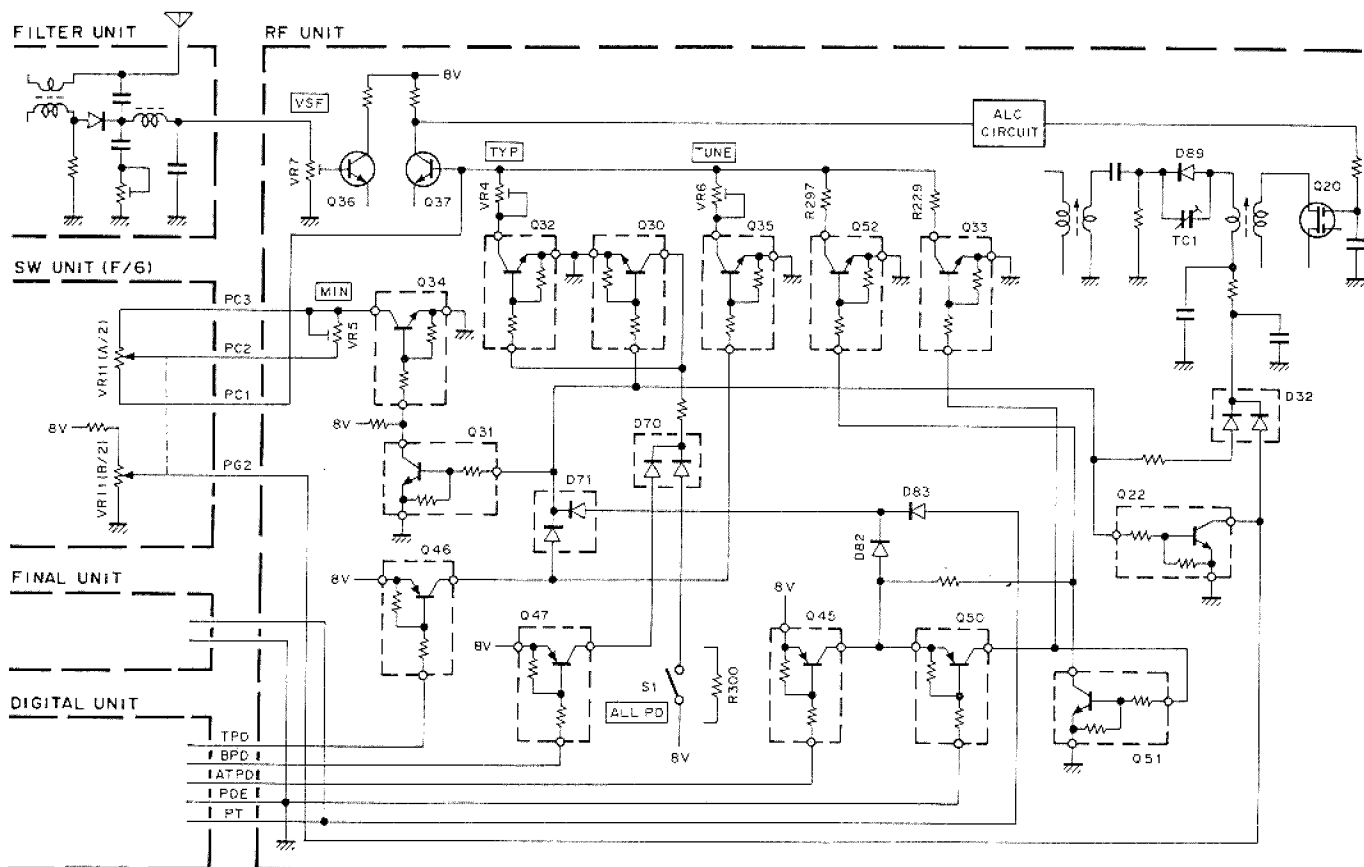 FILTER UNIT
RF UNIT
8V
VSF
VR7
Q36
Q37
TYP
VR4
Q32
Q30
TUNE
VR6
Q35
R297
Q52
R229
Q33
ALC
CIRCUIT
D89
TC1
Q20
SW UNIT (F/6)
PC3
MIN
VR5
Q34
VR11 (A/2)
PC2
PC1
8V
VR11 (B/2)
PG2
8V
Q31
D70
D71
D83
D82
D32
Q22
FINAL UNIT
Q46
8V
Q47
8V
S1
ALL PD
R300
8V
8V
Q45
Q50
Q51
DIGITAL UNIT
TPD
BPD
ATPD
PDE
PT